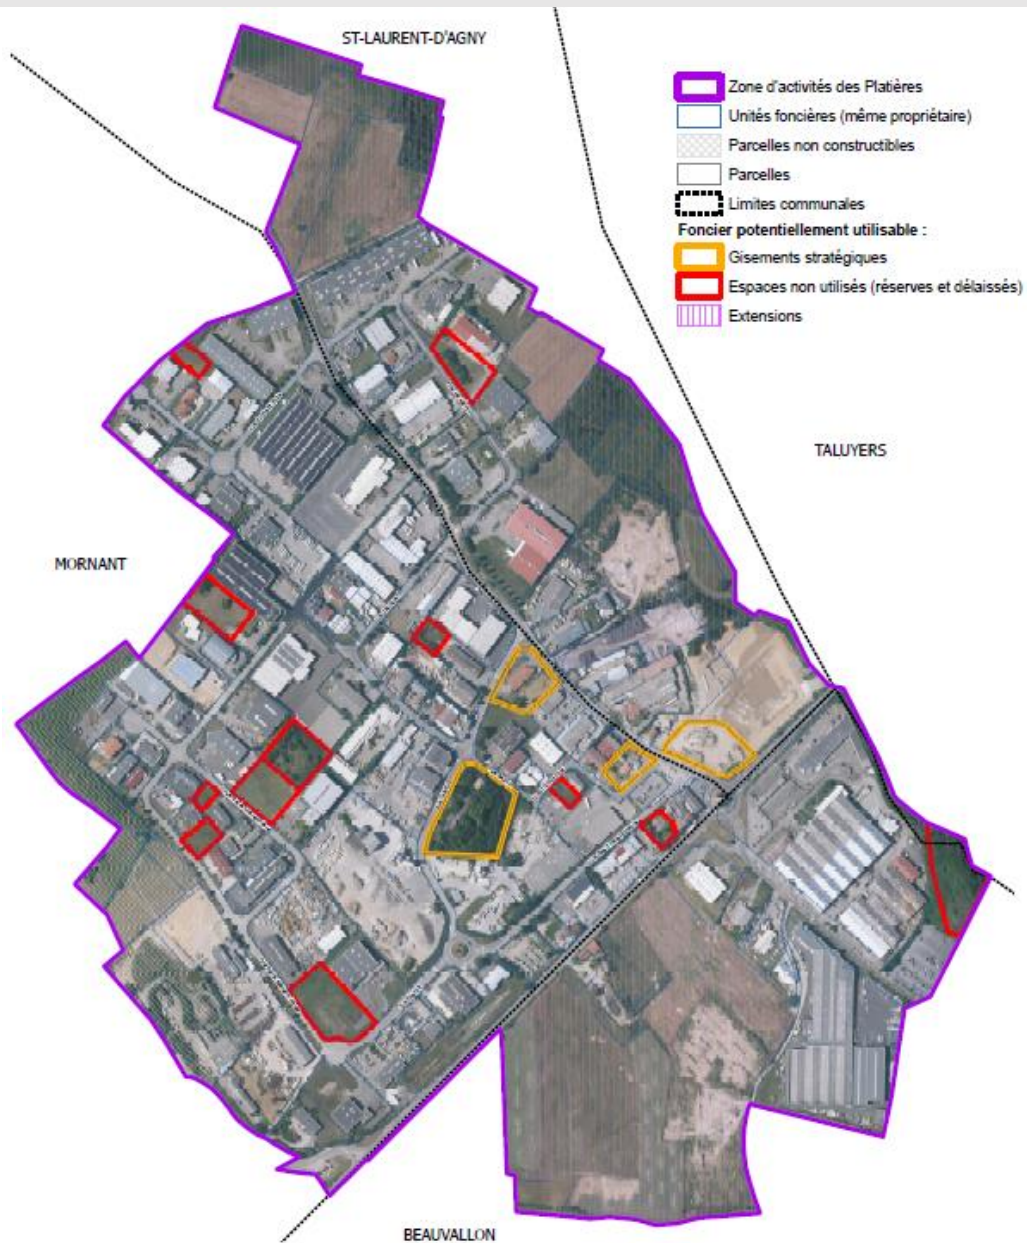 ST-LAURENT-D'AGNY
Zone d'activités des Platières
Unités foncières (même propriétaire)
Parcelles non constructibles
Parcelles
Limites communales
Foncier potentiellement utilisable :
Gisements stratégiques
Espaces non utilisés (réserves et délaissés)
Extensions
TALUYERS
MORNANT
BEAUVALLON